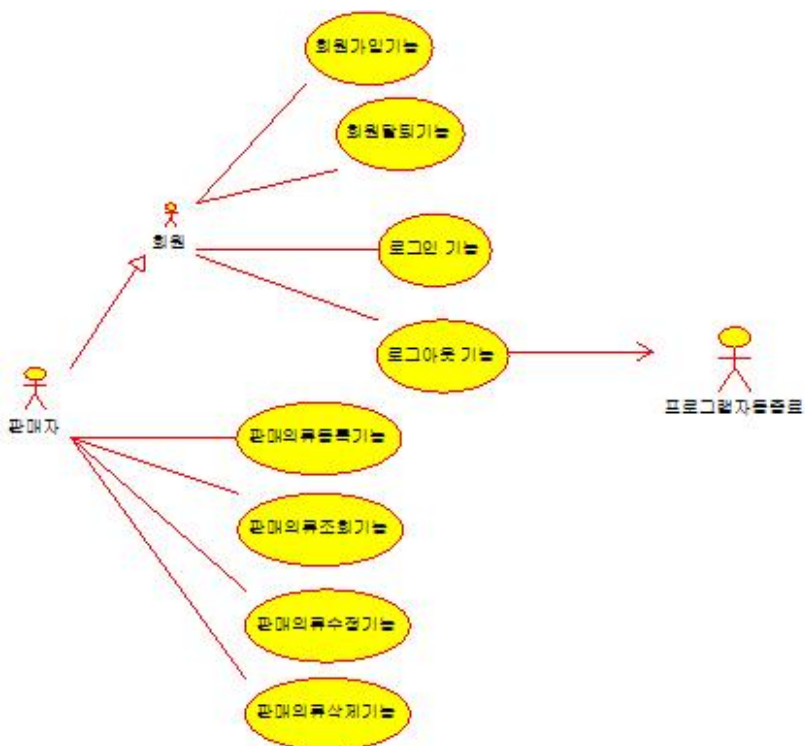 회원가입기능
회원탈퇴기능
회원
로그인 기능
로그아웃 기능
프로그램자동종료
판매자
판매의류등록기능
판매의류조회기능
판매의류수정기능
판매의류삭제기능